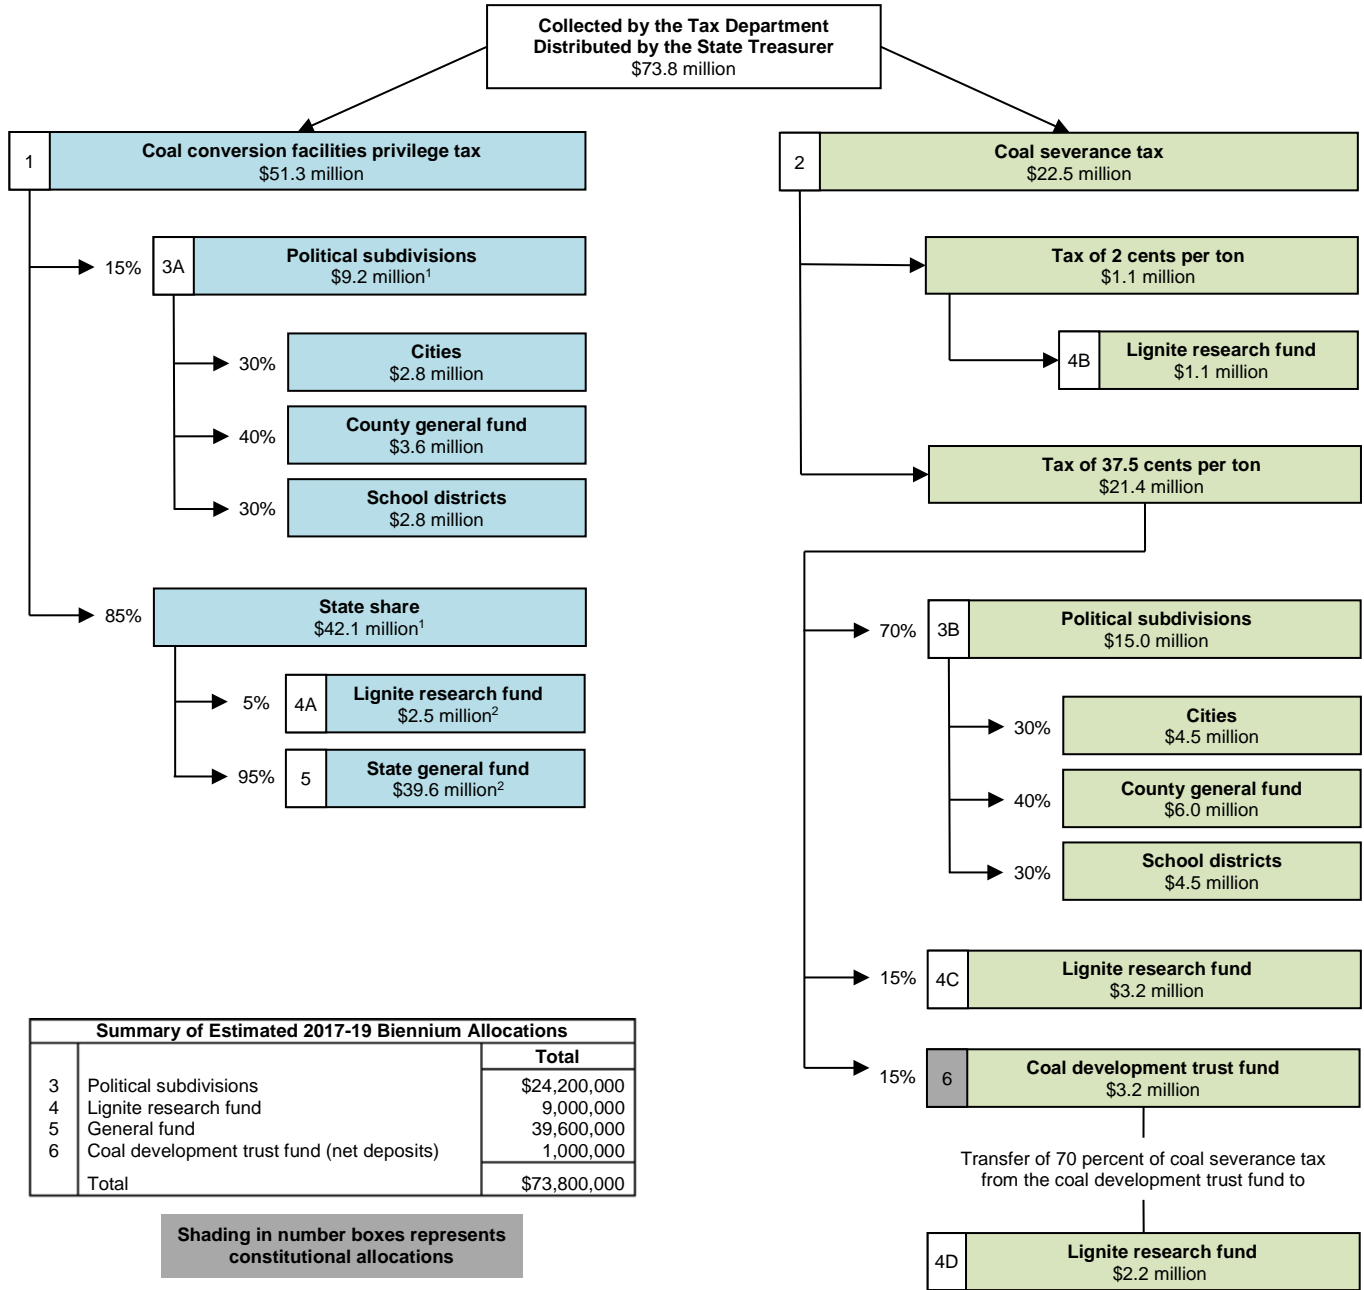 Collected by the Tax Department
Distributed by the State Treasurer
$73.8 million
1
Coal conversion facilities privilege tax
$51.3 million
15%
3A
Political subdivisions
$9.2 million¹
30%
Cities
$2.8 million
40%
County general fund
$3.6 million
30%
School districts
$2.8 million
85%
State share
$42.1 million¹
5%
4A
Lignite research fund
$2.5 million²
95%
5
State general fund
$39.6 million²
2
Coal severance tax
$22.5 million
Tax of 2 cents per ton
$1.1 million
4B
Lignite research fund
$1.1 million
Tax of 37.5 cents per ton
$21.4 million
70%
3B
Political subdivisions
$15.0 million
30%
Cities
$4.5 million
40%
County general fund
$6.0 million
30%
School districts
$4.5 million
15%
4C
Lignite research fund
$3.2 million
15%
6
Coal development trust fund
$3.2 million
Transfer of 70 percent of coal severance tax
from the coal development trust fund to
4D
Lignite research fund
$2.2 million
Summary of Estimated 2017-19 Biennium Allocations
Total
3 Political subdivisions $24,200,000
4 Lignite research fund 9,000,000
5 General fund 39,600,000
6 Coal development trust fund (net deposits) 1,000,000
Total $73,800,000
Shading in number boxes represents
constitutional allocations